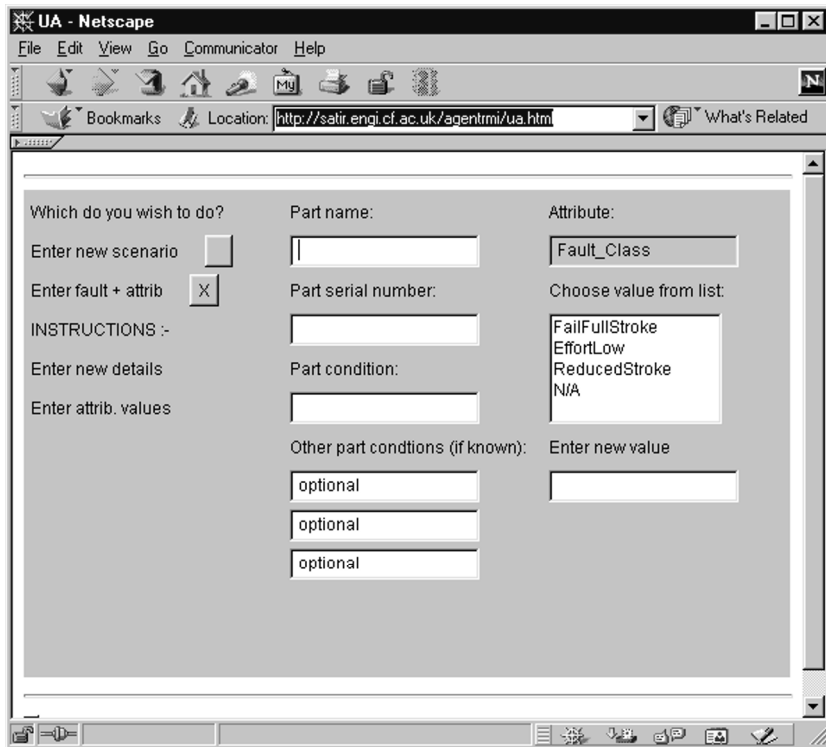 UA - Netscape
File Edit View Go Communicator Help
My N
Bookmarks Location: http://satir.engi.cf.ac.uk/agentrmi/ua.html What's Related
Which do you wish to do?
Enter new scenario
Enter fault + attrib X
INSTRUCTIONS :-
Enter new details
Enter attrib. values
Part name:
Part serial number:
Part condition:
Other part condtions (if known):
optional
optional
optional
Attribute:
Fault_Class
Choose value from list:
FailFullStroke
EffortLow
ReducedStroke
N/A
Enter new value